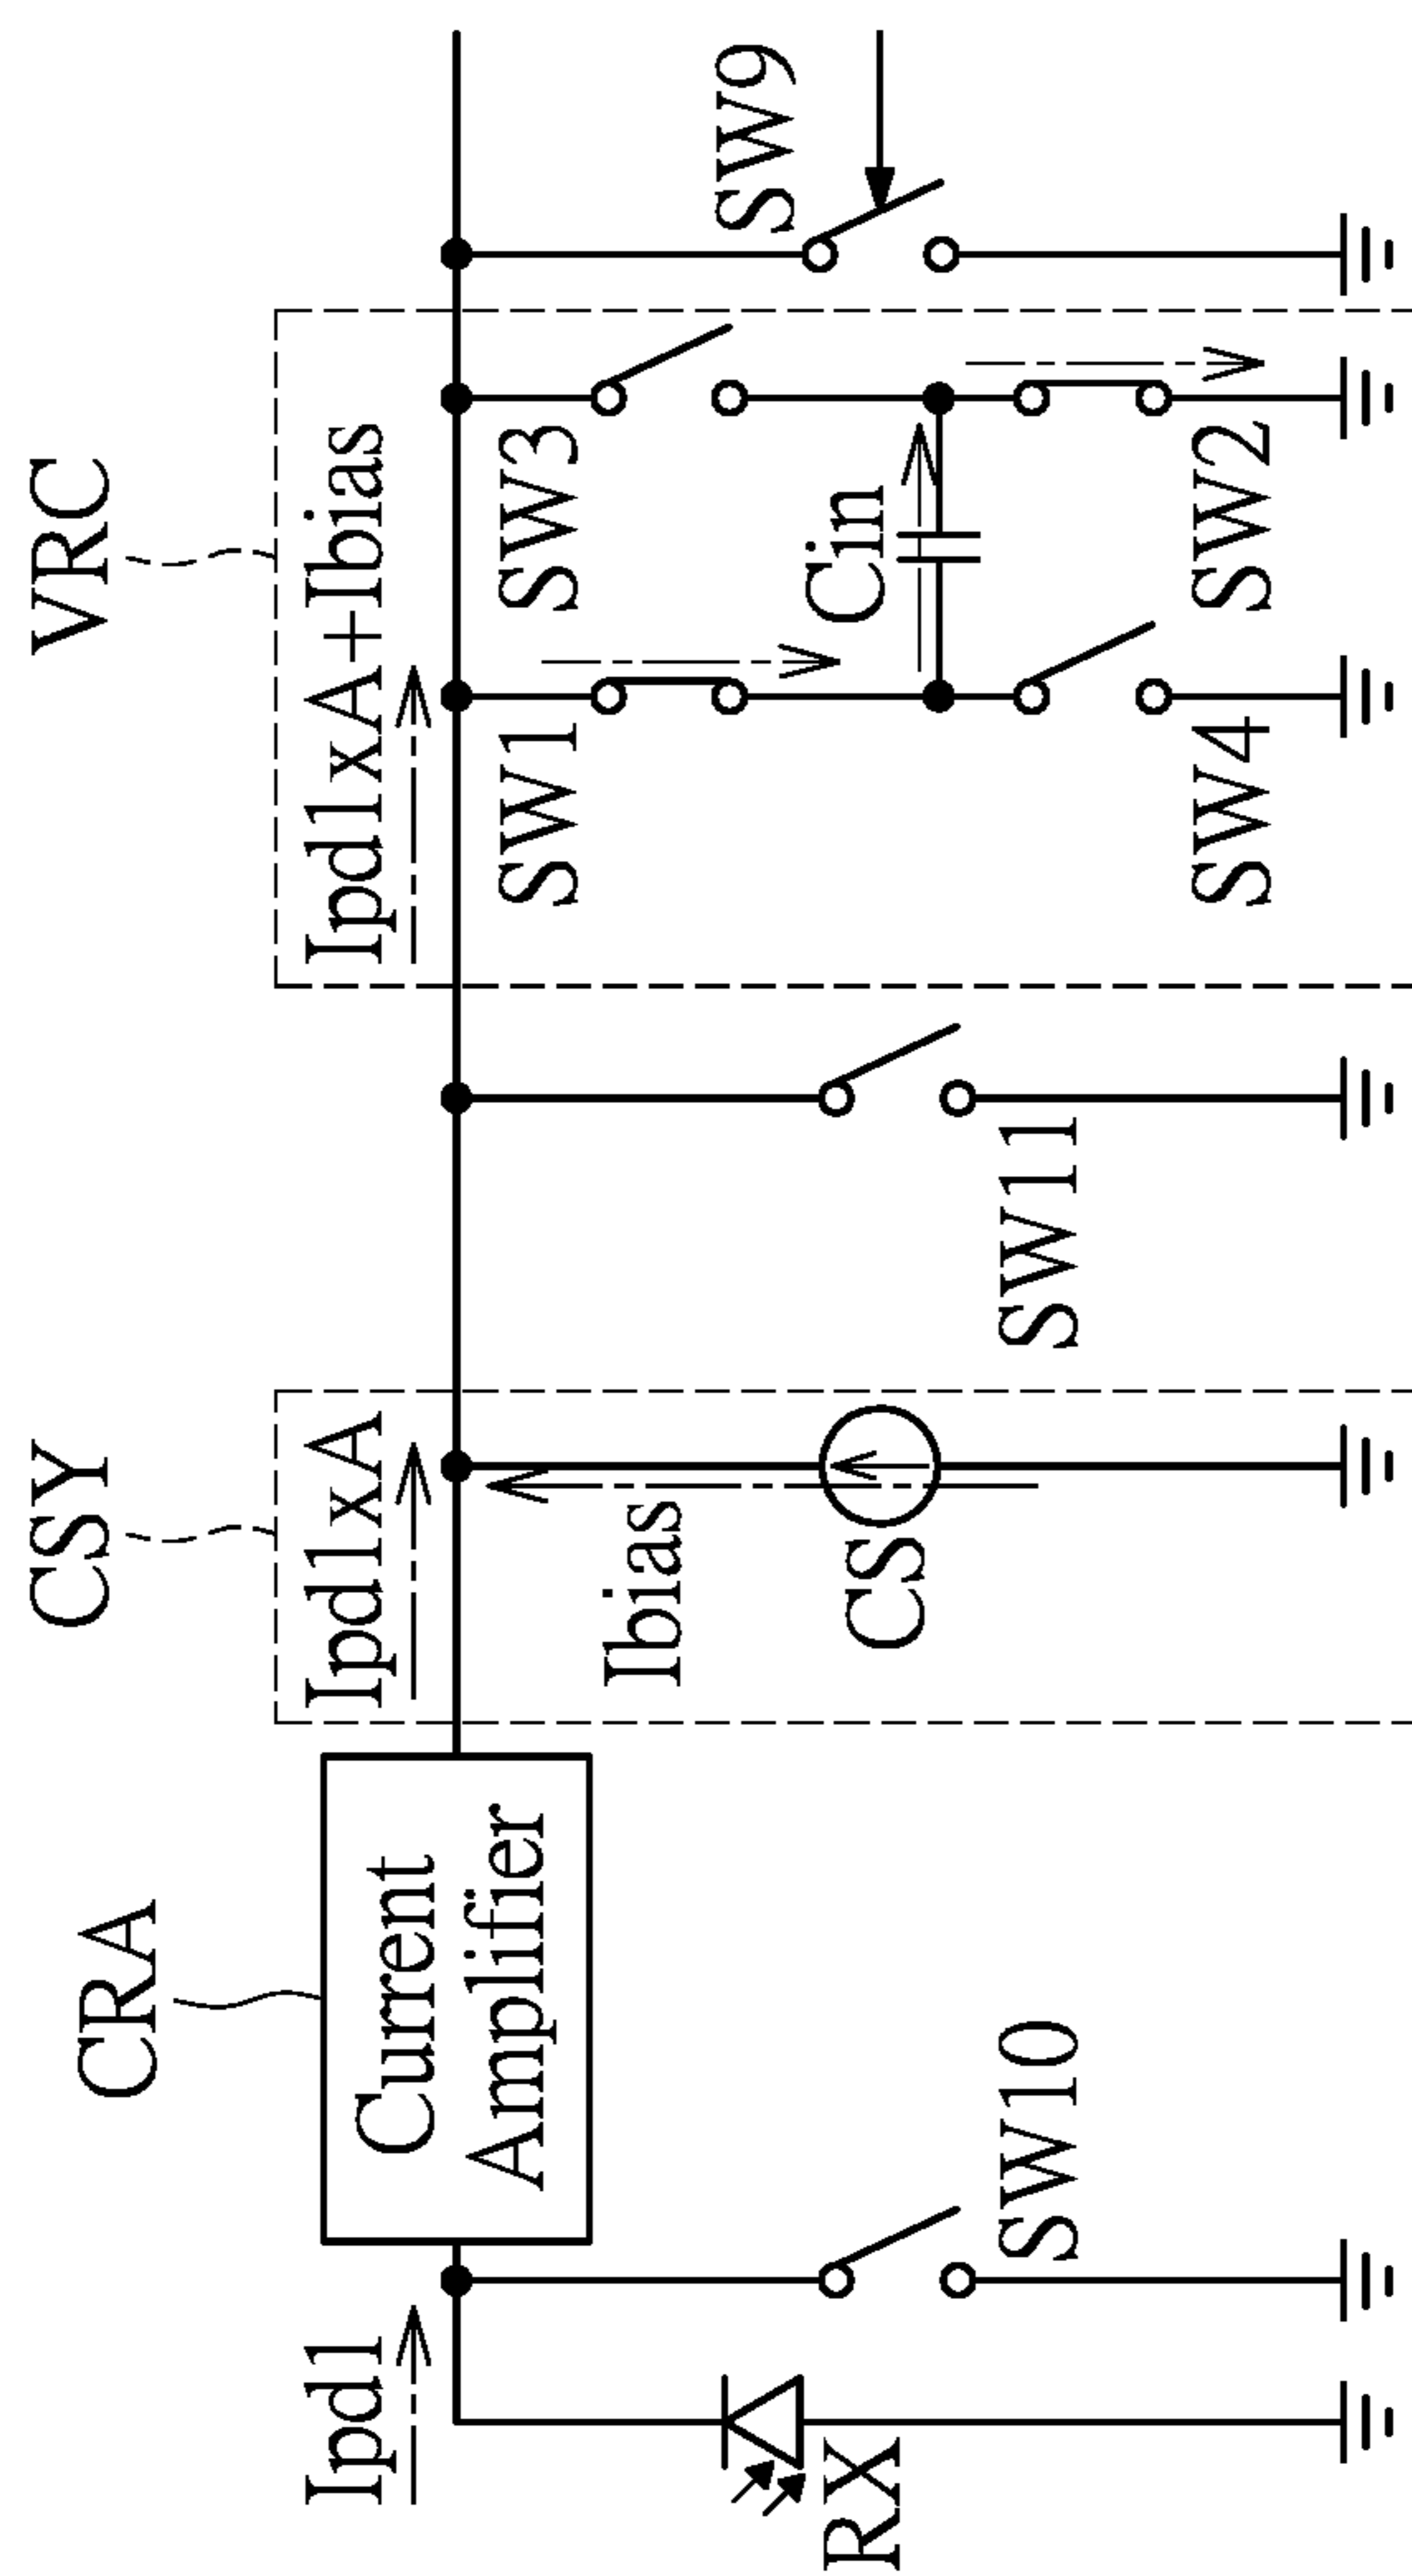 CRA
CSY
VRC
Ipd1
Current
Amplifier
Ipd1xA
Ipd1xA+Ibias
SW1
SW3
Ibias
SW9
Cin
RX
CS
SW10
SW11
SW4
SW2